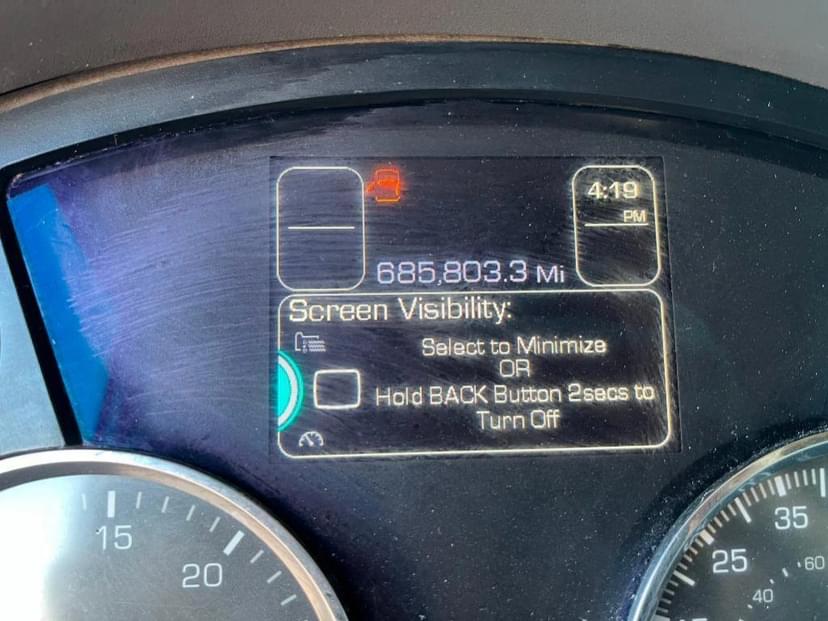 4:19
PM
685,803.3 Mi
Screen Visibility:
Select to Minimize
OR
Hold BACK Button 2secs to
Turn Off
15
20
25
35
40
60